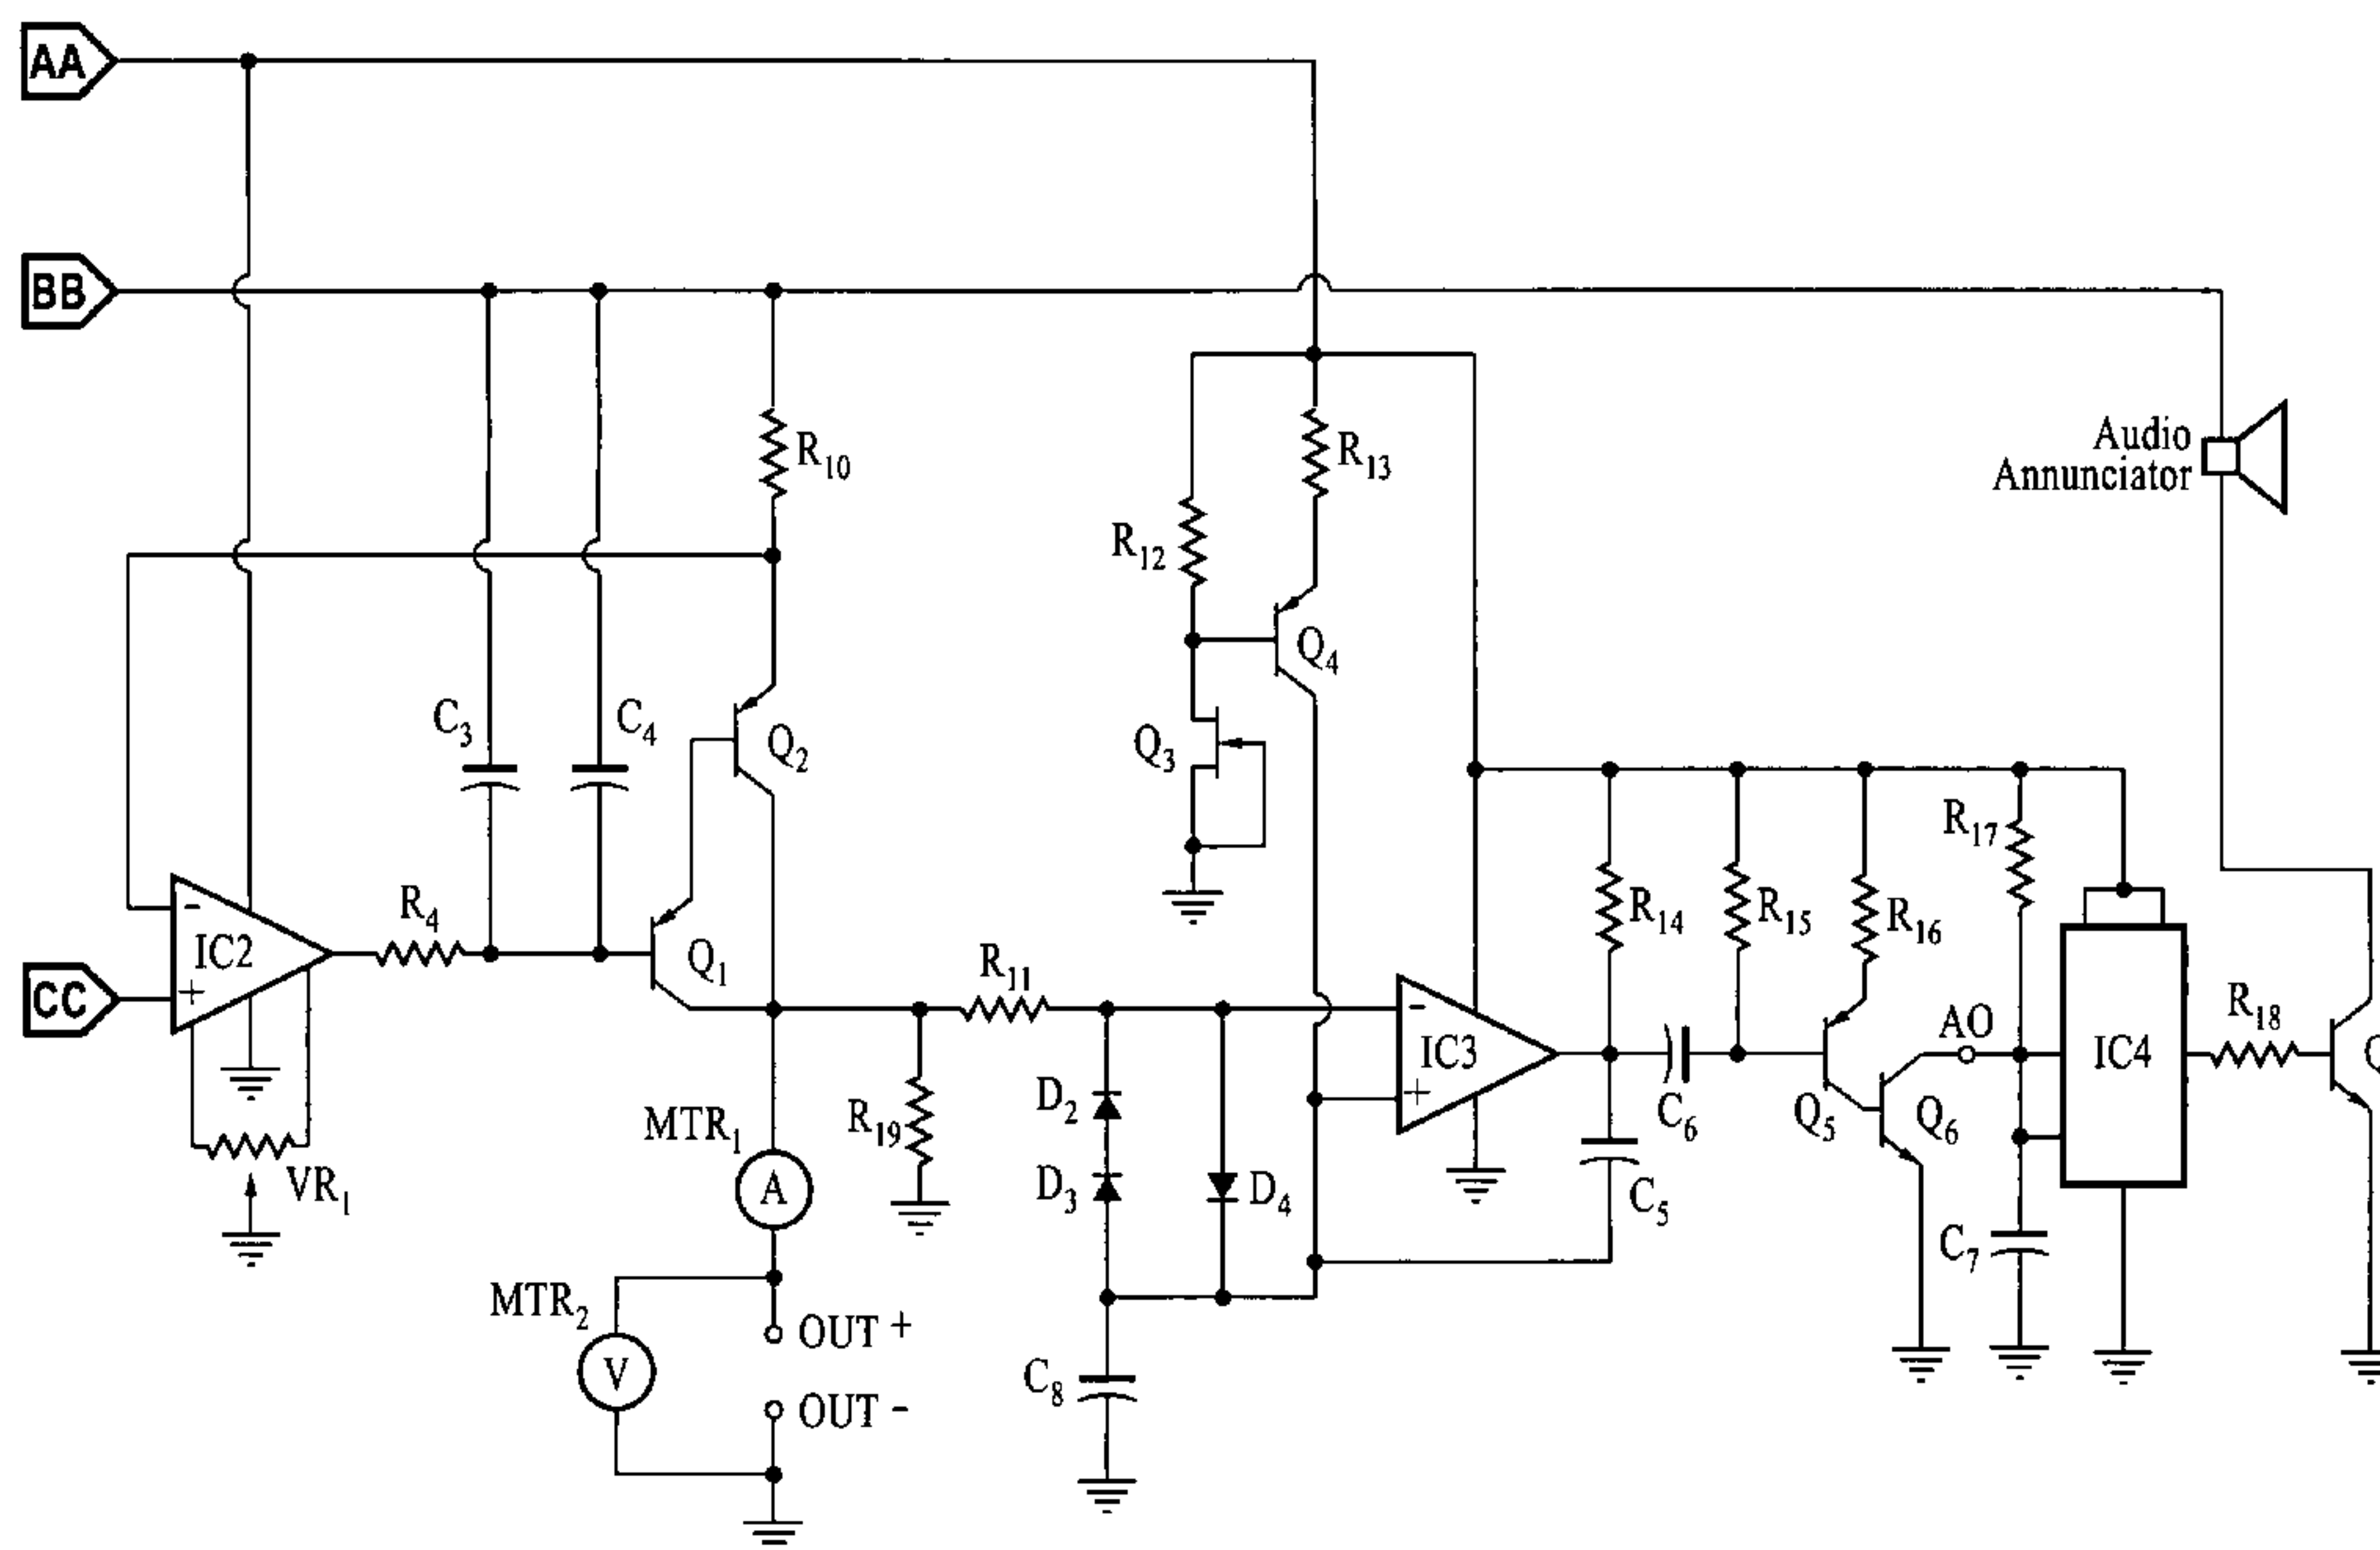 AA
BB
R10
Audio
Annunciator
R13
R12
Q4
C3
C4
Q2
Q3
R17
R4
R14
R15
R16
-
IC2
Q1
R11
CC
+
-
IC3
+
AO
IC4
R18
Q
D2
MTR1
R19
C6
Q5
Q6
VR1
A
D3
D4
C5
C7
MTR2
OUT +
V
C8
OUT -